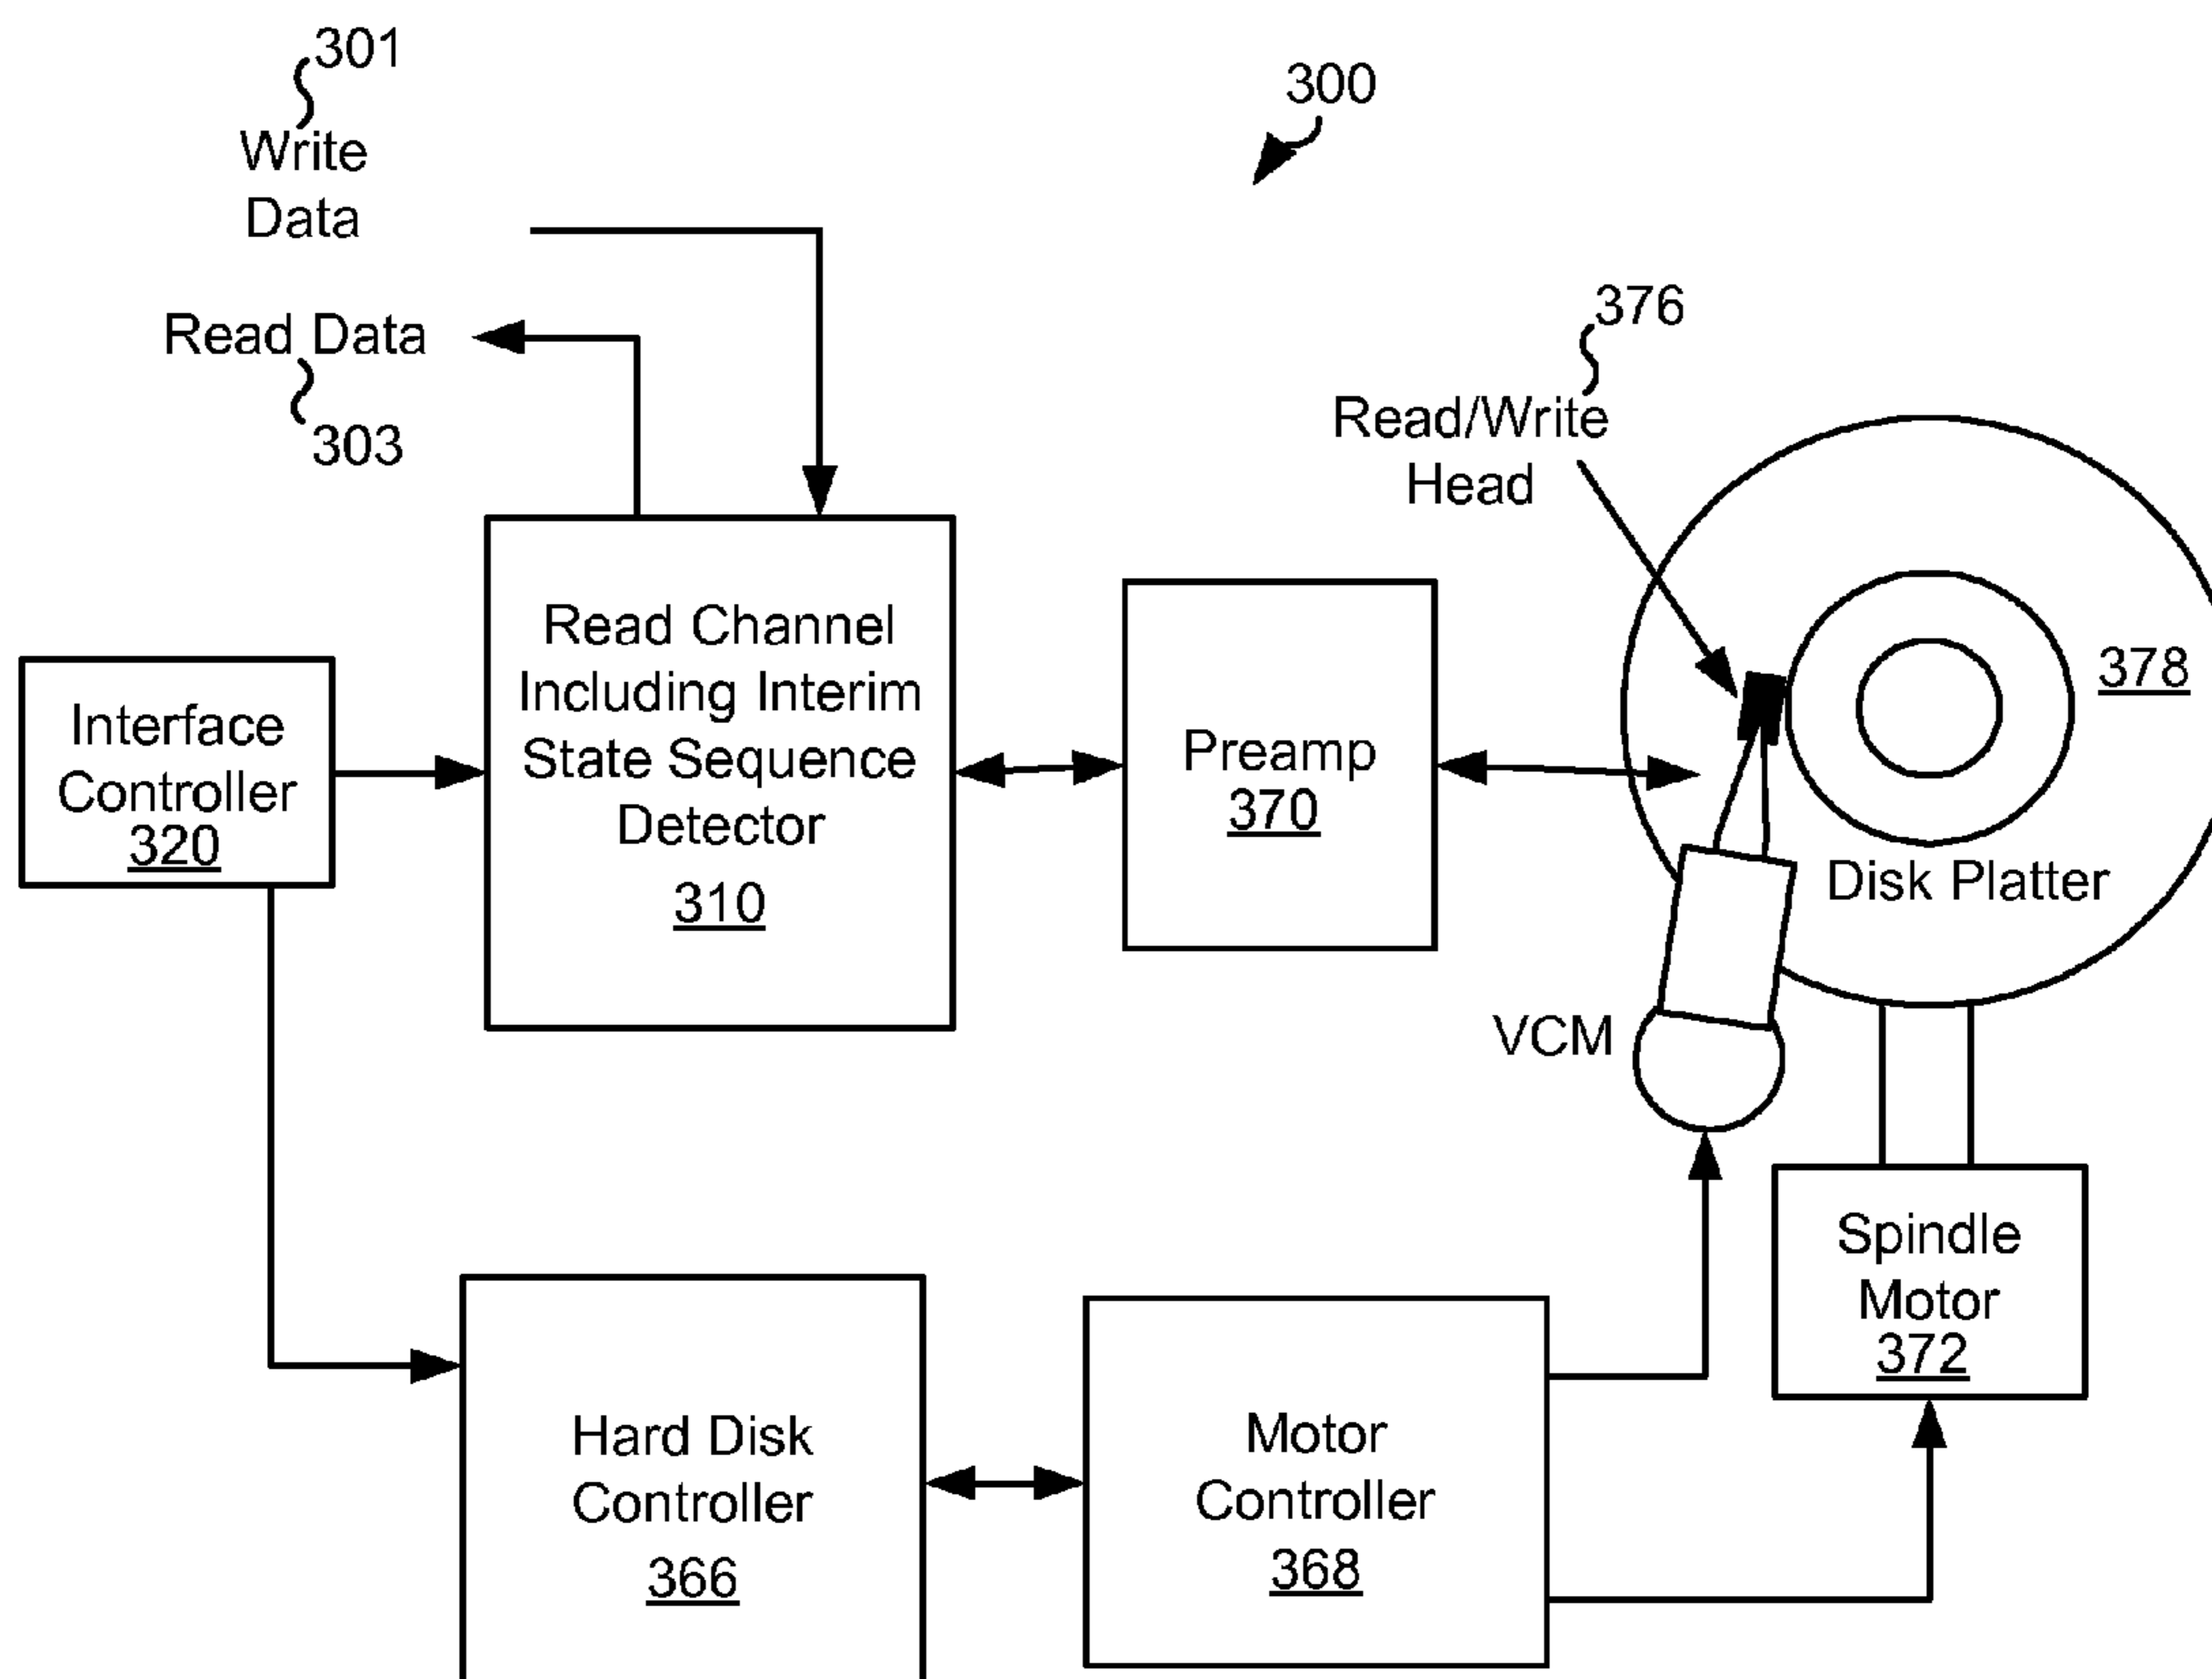 301
Write
Data
300
Read Data
303
376
Read/Write
Head
Read Channel
Including Interim
State Sequence
Detector
310
Interface
Controller
320
Preamp
370
378
Disk Platter
VCM
Spindle
Motor
372
Hard Disk
Controller
366
Motor
Controller
368